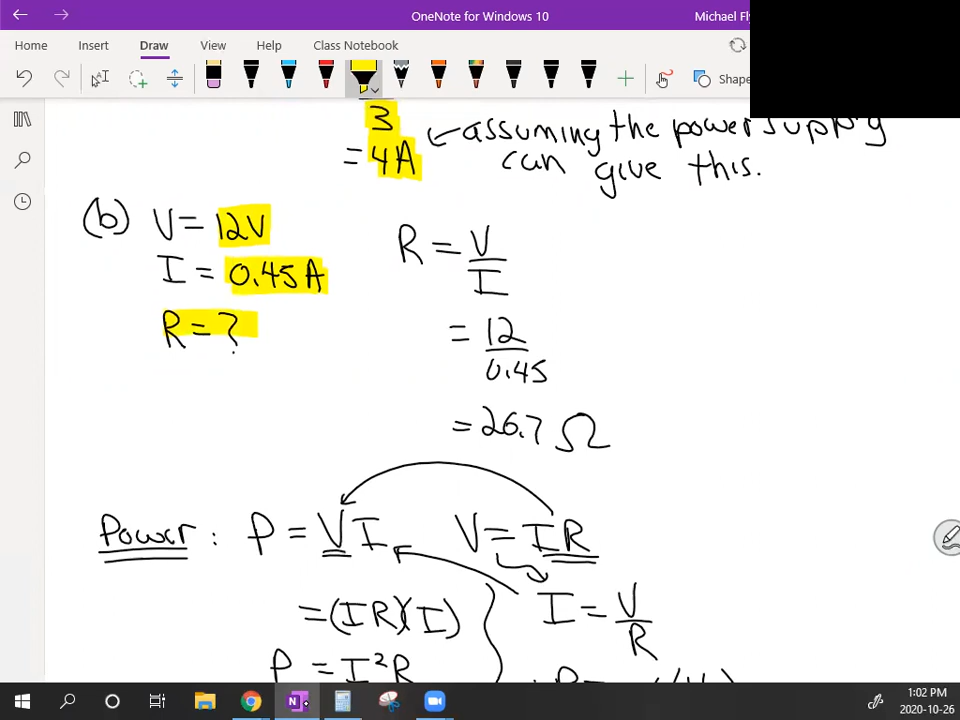 OneNote for Windows 10
Michael Fl
Home Insert Draw View Help Class Notebook
Shape
3
= 4A ← assuming the power supply
can give this.
(b) V = 12V
I = 0.45A
R = ?
R = V/I
= 12/0.45
= 26.7 Ω
Power: P = VI V = IR
= (IR)(I) I = V/R
P = I²R
1:02 PM
2020-10-26